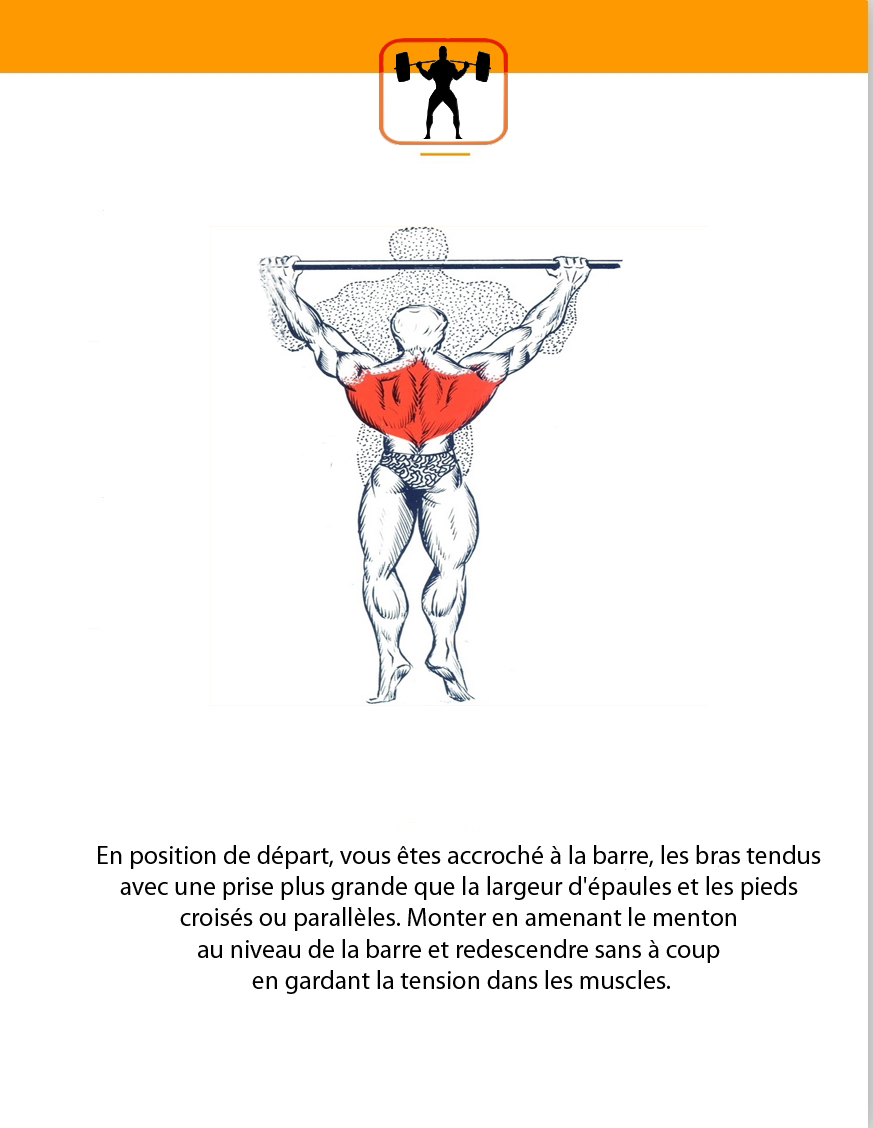 En position de départ, vous êtes accroché à la barre, les bras tendus
avec une prise plus grande que la largeur d'épaules et les pieds
croisés ou parallèles. Monter en amenant le menton
au niveau de la barre et redescendre sans à coup
en gardant la tension dans les muscles.